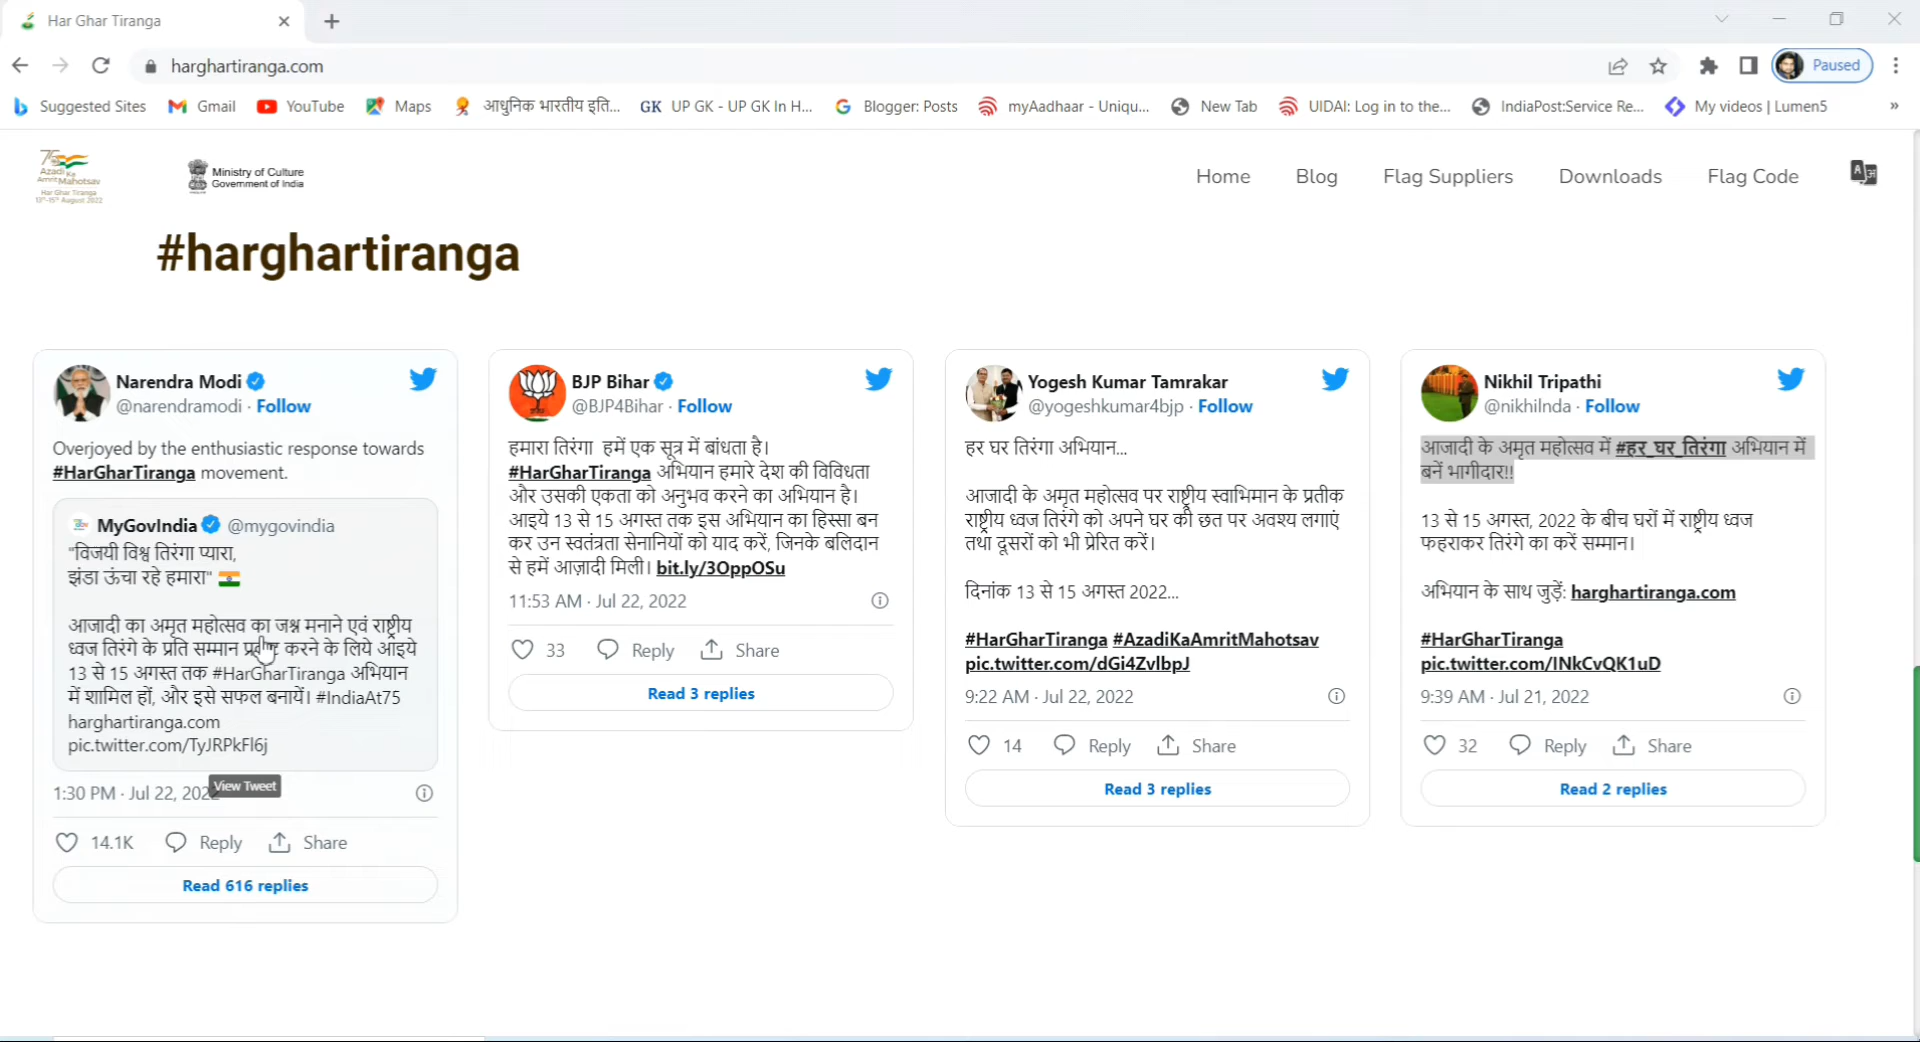 Har Ghar Tiranga
harghartiranga.com
Paused
Suggested Sites
Gmail
YouTube
Maps
आधुनिक भारतीय इति...
GK UP GK - UP GK In H...
Blogger: Posts
myAadhaar - Uniqu...
New Tab
UIDAI: Log in to the...
IndiaPost:Service Re...
My videos | Lumen5
»
75
Azadi Ka
Amrit Mahotsav
Har Ghar Tiranga
13th-15th August 2022
Ministry of Culture
Government of India
Home
Blog
Flag Suppliers
Downloads
Flag Code
#harghartiranga
Narendra Modi
@narendramodi · Follow
Overjoyed by the enthusiastic response towards
#HarGharTiranga movement.
MyGovIndia @mygovindia
"विजयी विश्व तिरंगा प्यारा,
झंडा ऊंचा रहे हमारा"
आजादी का अमृत महोत्सव का जश्न मनाने एवं राष्ट्रीय
ध्वज तिरंगे के प्रति सम्मान प्रकट करने के लिये आइये
13 से 15 अगस्त तक #HarGharTiranga अभियान
में शामिल हों, और इसे सफल बनायें। #IndiaAt75
harghartiranga.com
pic.twitter.com/TyJRPkFl6j
View Tweet
1:30 PM · Jul 22, 2022
14.1K Reply Share
Read 616 replies
BJP Bihar
@BJP4Bihar · Follow
हमारा तिरंगा हमें एक सूत्र में बांधता है।
#HarGharTiranga अभियान हमारे देश की विविधता
और उसकी एकता को अनुभव करने का अभियान है।
आइये 13 से 15 अगस्त तक इस अभियान का हिस्सा बन
कर उन स्वतंत्रता सेनानियों को याद करें, जिनके बलिदान
से हमें आज़ादी मिली। bit.ly/3OppOSu
11:53 AM · Jul 22, 2022
33 Reply Share
Read 3 replies
Yogesh Kumar Tamrakar
@yogeshkumar4bjp · Follow
हर घर तिरंगा अभियान...
आजादी के अमृत महोत्सव पर राष्ट्रीय स्वाभिमान के प्रतीक
राष्ट्रीय ध्वज तिरंगे को अपने घर की छत पर अवश्य लगाएं
तथा दूसरों को भी प्रेरित करें।
दिनांक 13 से 15 अगस्त 2022...
#HarGharTiranga #AzadiKaAmritMahotsav
pic.twitter.com/dGi4ZvlbpJ
9:22 AM · Jul 22, 2022
14 Reply Share
Read 3 replies
Nikhil Tripathi
@nikhilnda · Follow
आजादी के अमृत महोत्सव में #हर_घर_तिरंगा अभियान में
बनें भागीदार!!
13 से 15 अगस्त, 2022 के बीच घरों में राष्ट्रीय ध्वज
फहराकर तिरंगे का करें सम्मान।
अभियान के साथ जुड़ें: harghartiranga.com
#HarGharTiranga
pic.twitter.com/INkCvQK1uD
9:39 AM · Jul 21, 2022
32 Reply Share
Read 2 replies